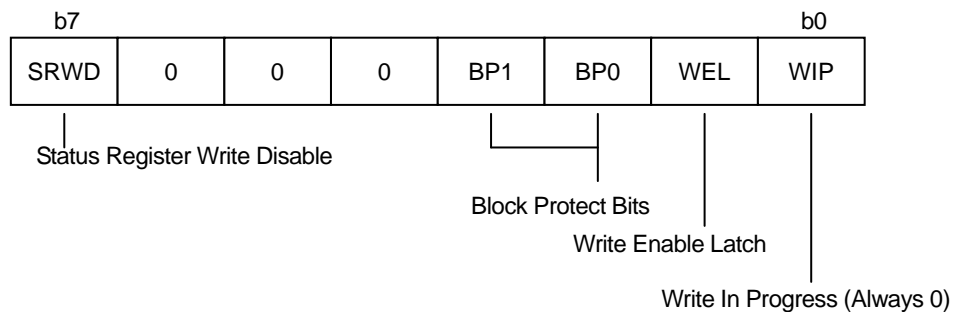 b7 b0
SRWD 0 0 0 BP1 BP0 WEL WIP
Status Register Write Disable
Block Protect Bits
Write Enable Latch
Write In Progress (Always 0)